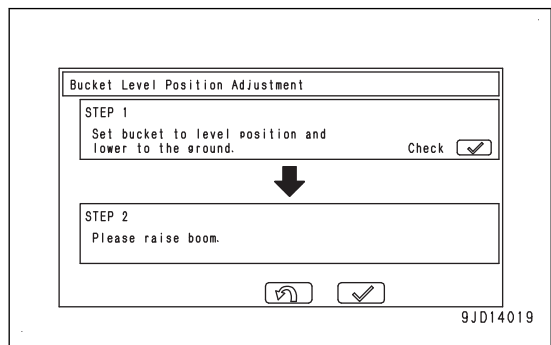 Bucket Level Position Adjustment
STEP 1
Set bucket to level position and
lower to the ground.
Check
STEP 2
Please raise boom.
9JD14019